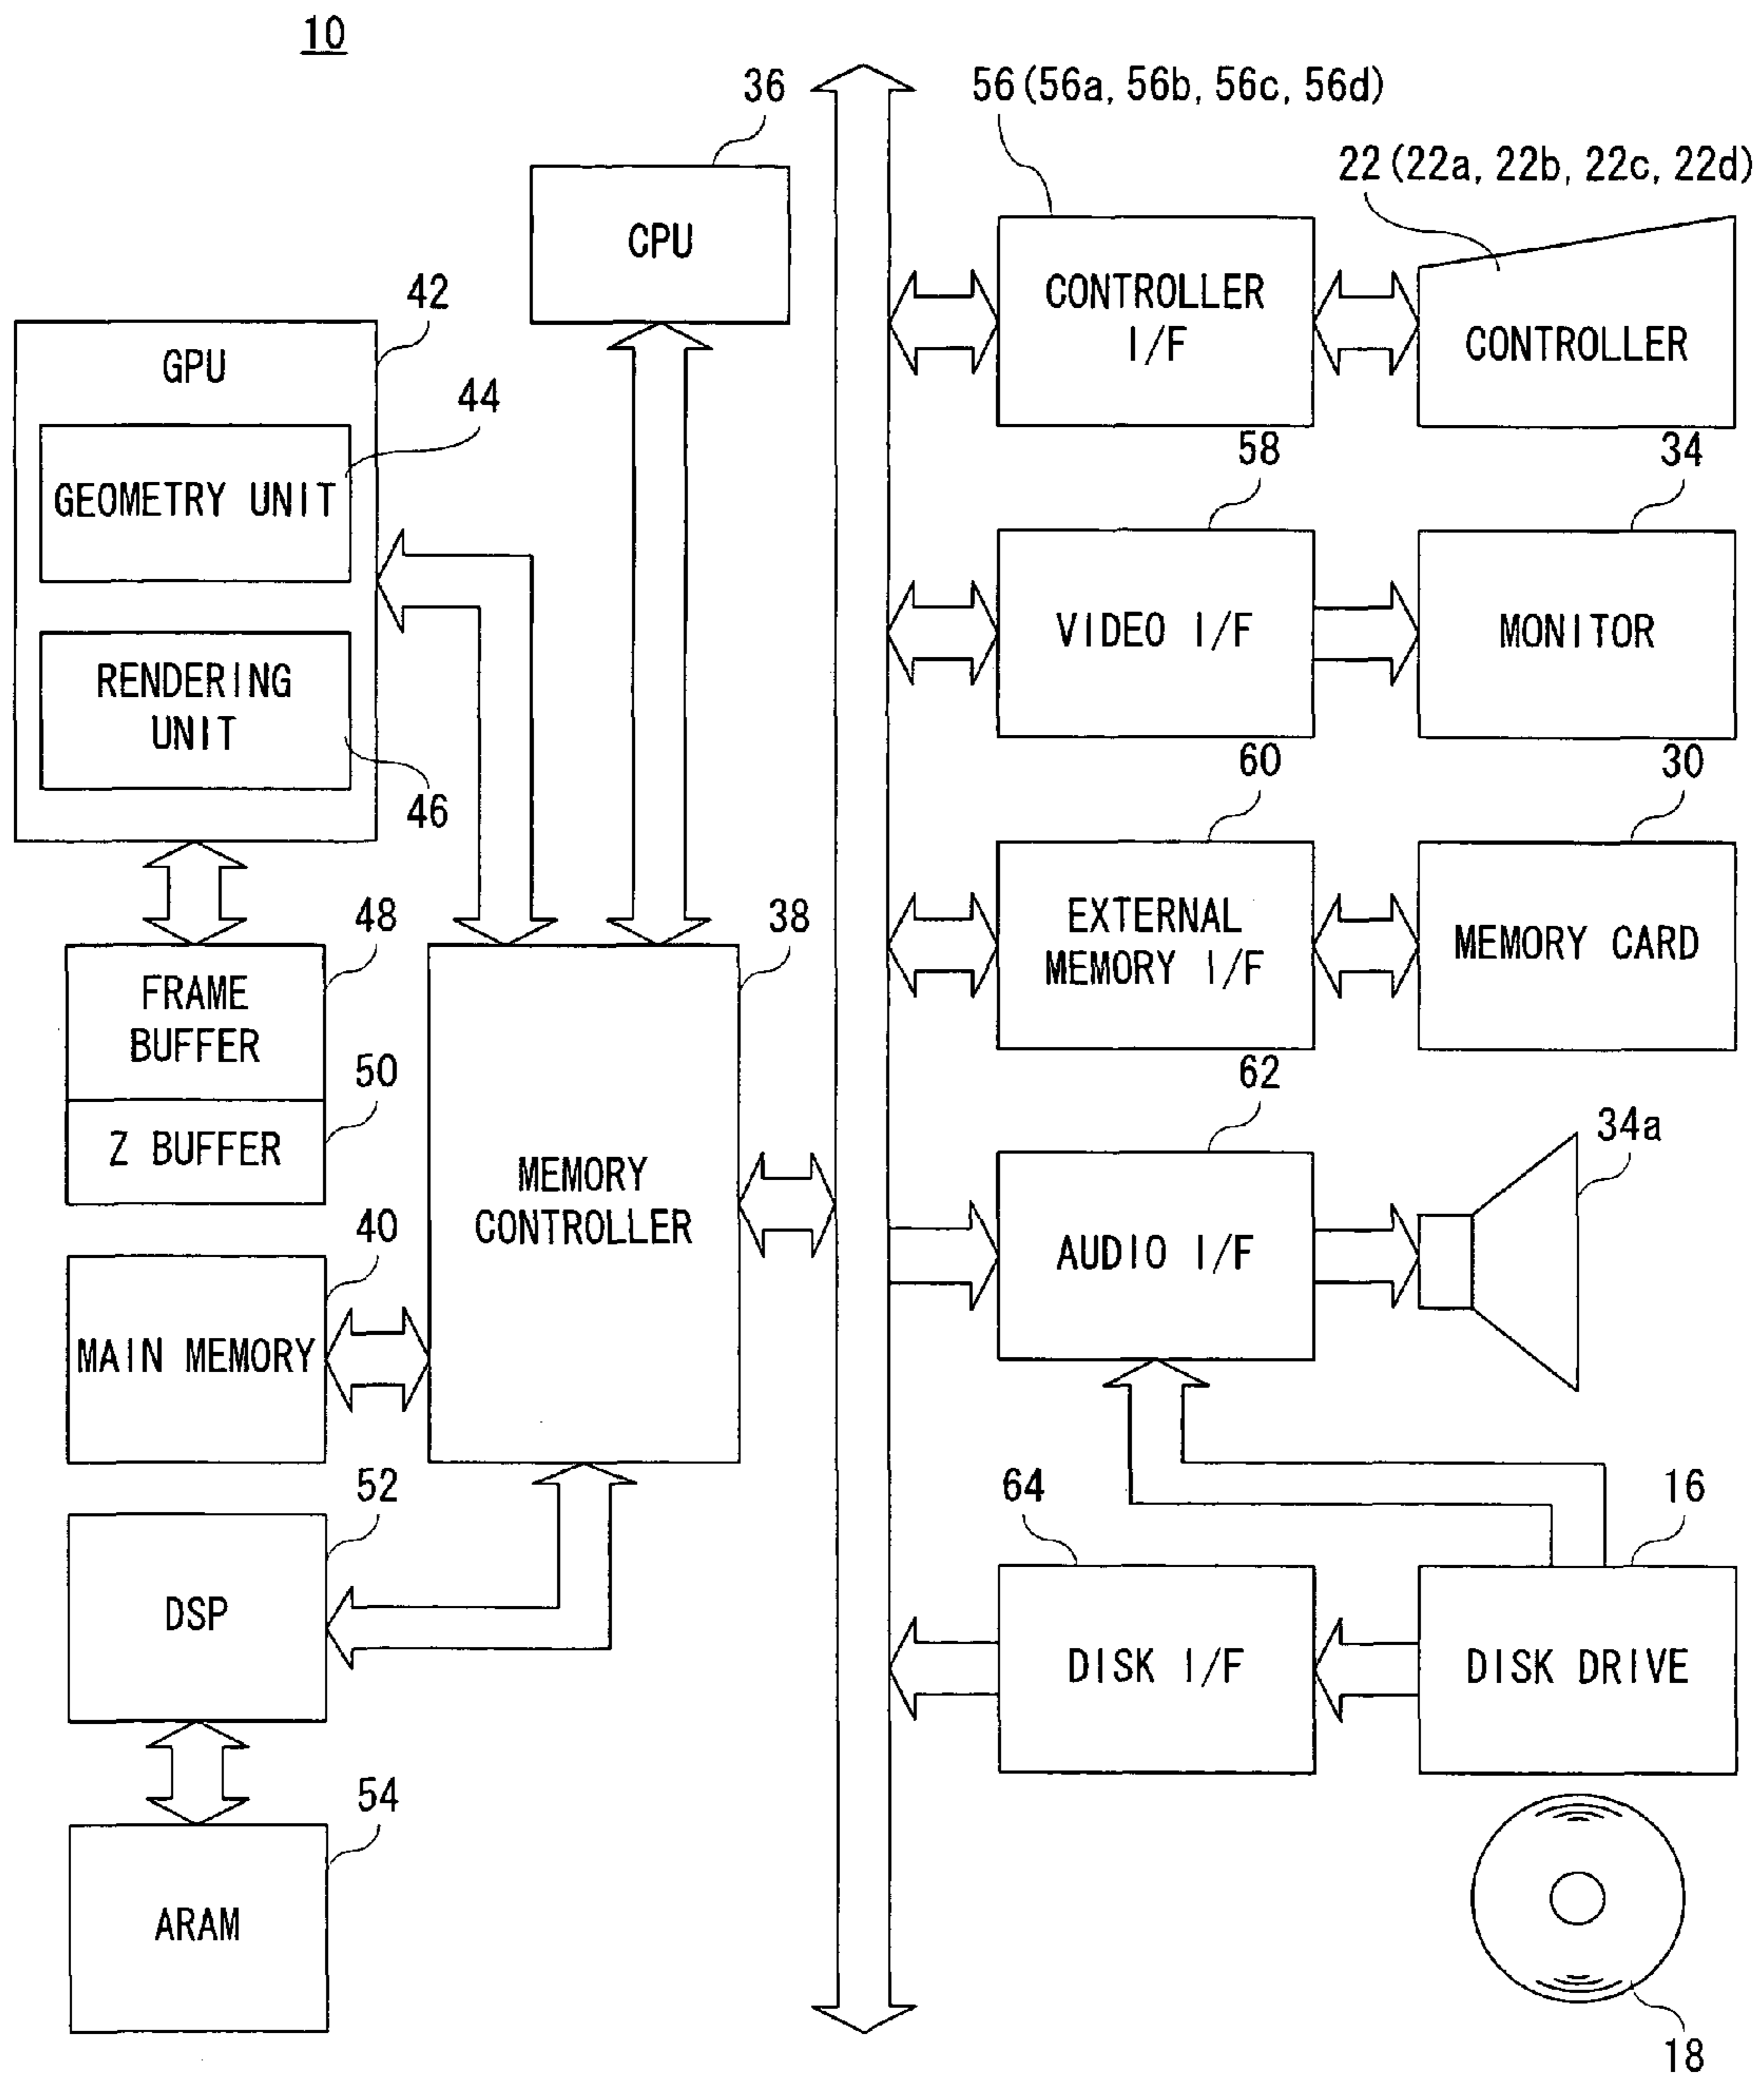 10
36
CPU
56(56a, 56b, 56c, 56d)
22(22a, 22b, 22c, 22d)
CONTROLLER
I/F
CONTROLLER
42
GPU
44
GEOMETRY UNIT
RENDERING
UNIT
46
58
VIDEO I/F
34
MONITOR
60
EXTERNAL
MEMORY I/F
30
MEMORY CARD
48
FRAME
BUFFER
50
Z BUFFER
38
MEMORY
CONTROLLER
40
MAIN MEMORY
62
AUDIO I/F
34a
52
DSP
64
DISK I/F
16
DISK DRIVE
54
ARAM
18